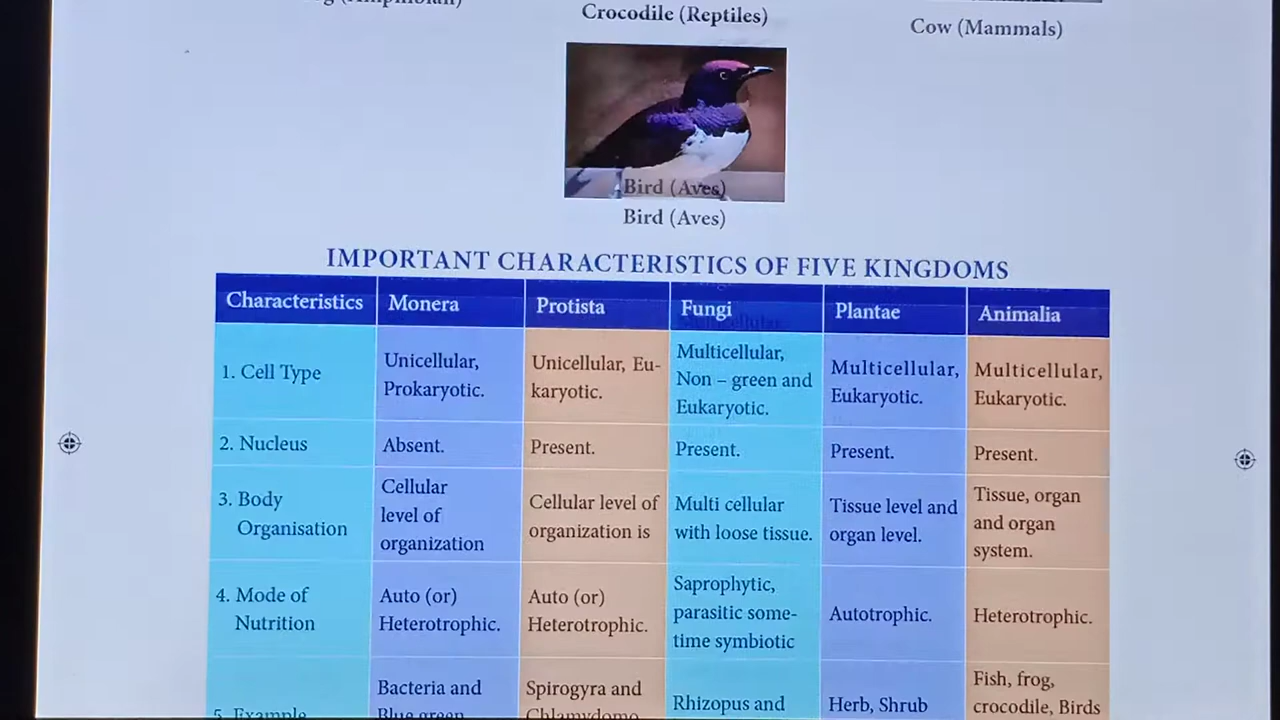 Crocodile (Reptiles)
Cow (Mammals)
Bird (Aves)
Bird (Aves)
IMPORTANT CHARACTERISTICS OF FIVE KINGDOMS
Characteristics Monera Protista Fungi Plantae Animalia
1. Cell Type
Unicellular,
Prokaryotic.
Unicellular, Eu-
karyotic.
Multicellular,
Non – green and
Eukaryotic.
Multicellular,
Eukaryotic.
Multicellular,
Eukaryotic.
2. Nucleus Absent. Present. Present. Present. Present.
3. Body
Organisation
Cellular
level of
organization
Cellular level of
organization is
Multi cellular
with loose tissue.
Tissue level and
organ level.
Tissue, organ
and organ
system.
4. Mode of
Nutrition
Auto (or)
Heterotrophic.
Auto (or)
Heterotrophic.
Saprophytic,
parasitic some-
time symbiotic
Autotrophic.
Heterotrophic.
5. Example
Bacteria and
Blue green
Spirogyra and
Rhizopus and
Herb, Shrub
Fish, frog,
crocodile, Birds